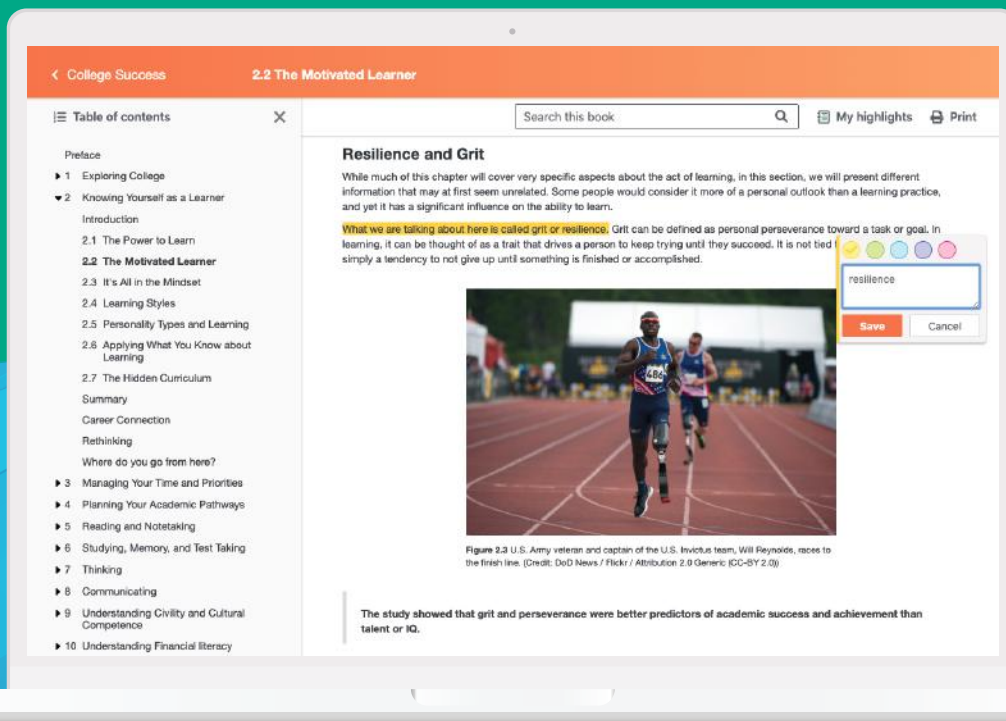 College Success
2.2 The Motivated Learner
Table of contents
Search this book
My highlights
Print
Preface
1 Exploring College
2 Knowing Yourself as a Learner
Introduction
2.1 The Power to Learn
2.2 The Motivated Learner
2.3 It's All in the Mindset
2.4 Learning Styles
2.5 Personality Types and Learning
2.6 Applying What You Know about
Learning
2.7 The Hidden Curriculum
Summary
Career Connection
Rethinking
Where do you go from here?
3 Managing Your Time and Priorities
4 Planning Your Academic Pathways
5 Reading and Notetaking
6 Studying, Memory, and Test Taking
7 Thinking
8 Communicating
9 Understanding Civility and Cultural
Competence
10 Understanding Financial literacy
Resilience and Grit
While much of this chapter will cover very specific aspects about the act of learning, in this section, we will present different
information that may at first seem unrelated. Some people would consider it more of a personal outlook than a learning practice,
and yet it has a significant influence on the ability to learn.
What we are talking about here is called grit or resilience. Grit can be defined as personal perseverance toward a task or goal. In
learning, it can be thought of as a trait that drives a person to keep trying until they succeed. It is not tied
simply a tendency to not give up until something is finished or accomplished.
resilience
Save
Cancel
486
Figure 2.3 U.S. Army veteran and captain of the U.S. Invictus team, Will Reynolds, races to
the finish line. (Credit: DoD News / Flickr / Attribution 2.0 Generic (CC-BY 2.0))
The study showed that grit and perseverance were better predictors of academic success and achievement than
talent or IQ.